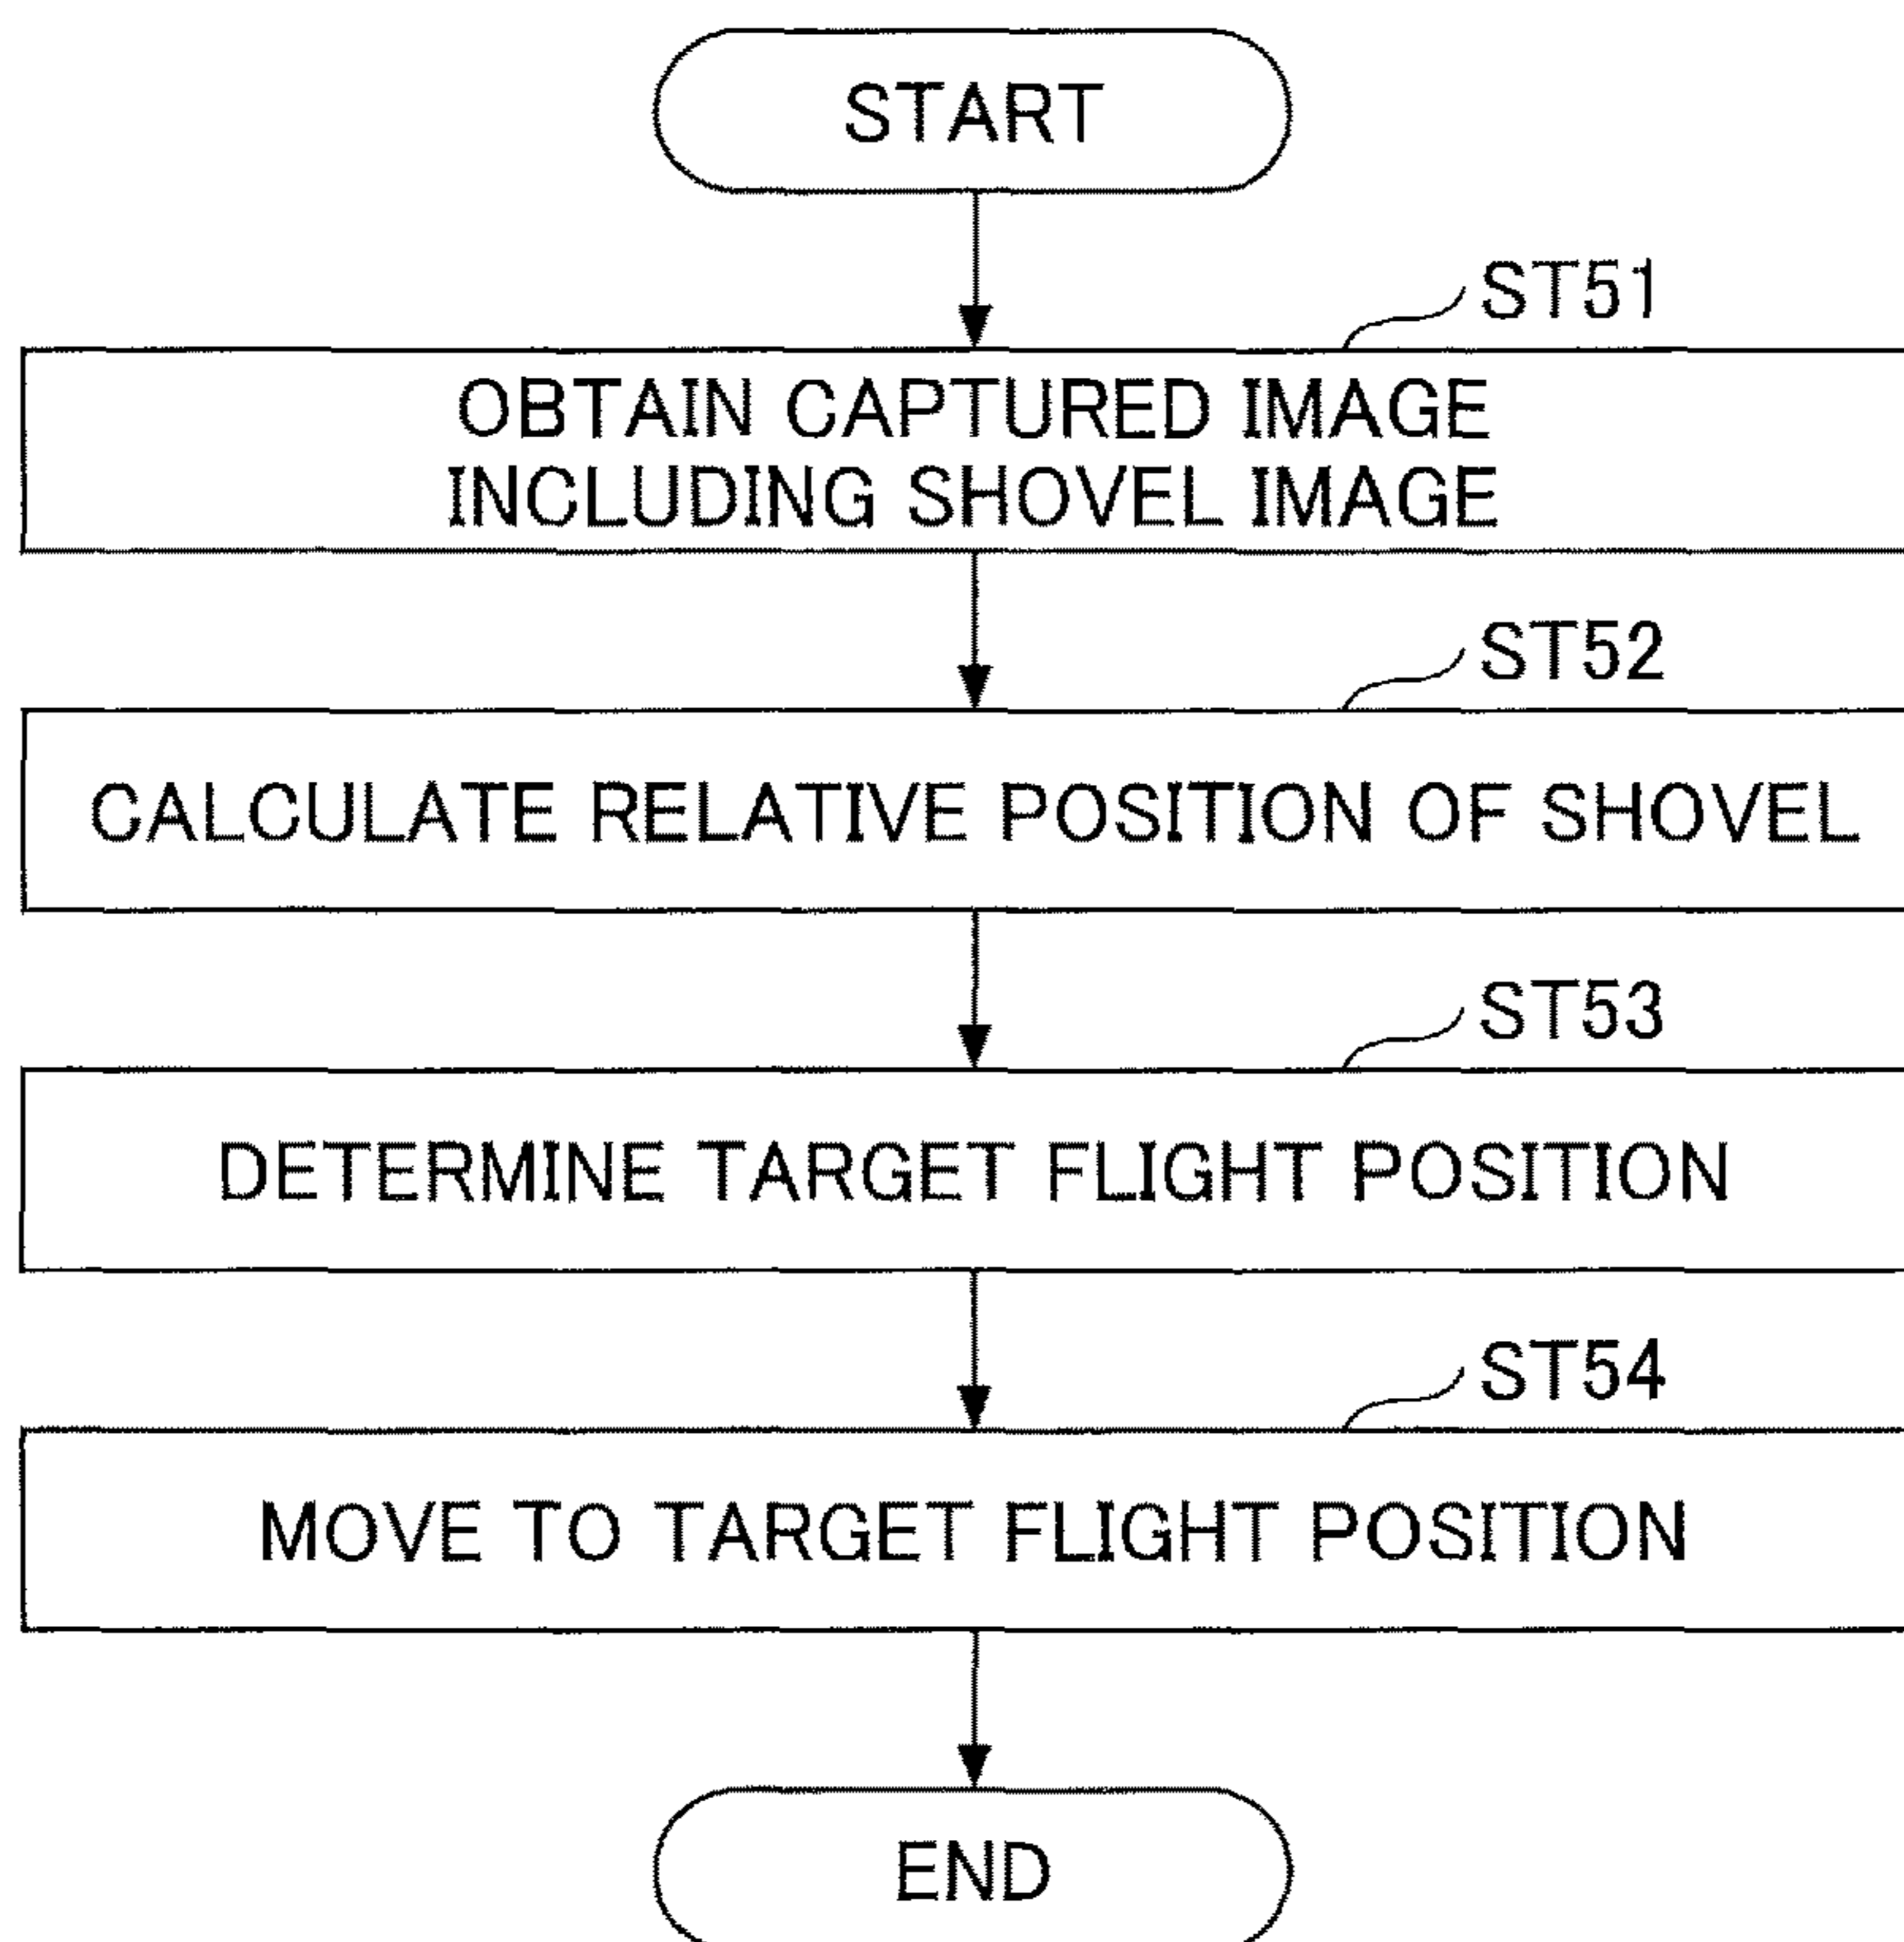 START
ST51
OBTAIN CAPTURED IMAGE
INCLUDING SHOVEL IMAGE
ST52
CALCULATE RELATIVE POSITION OF SHOVEL
ST53
DETERMINE TARGET FLIGHT POSITION
ST54
MOVE TO TARGET FLIGHT POSITION
END